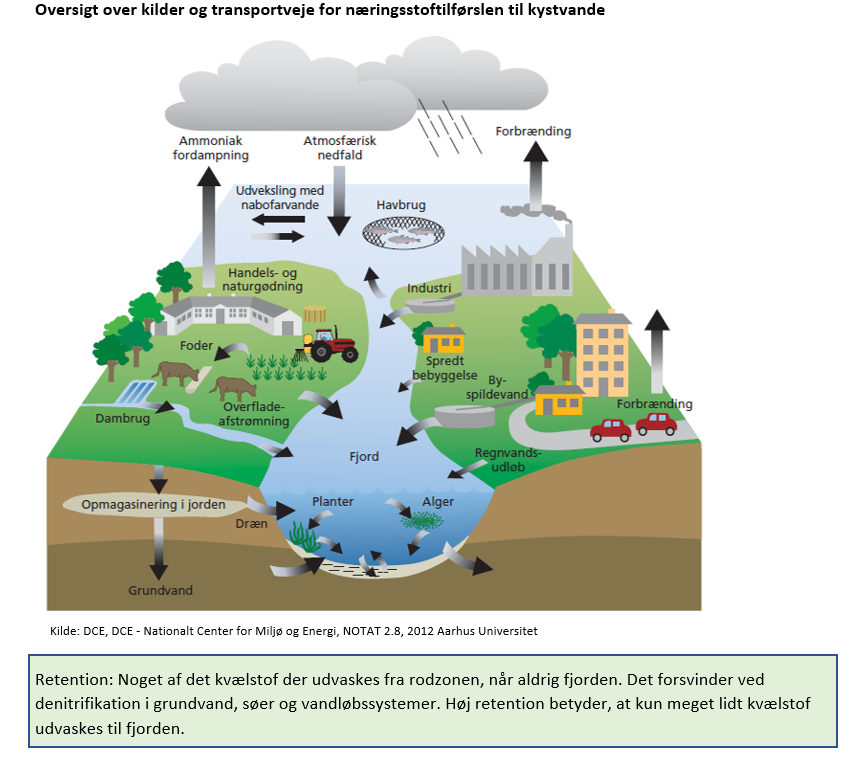 Oversigt over kilder og transportveje for næringsstoftilførslen til kystvande
Ammoniak
fordampning
Atmosfærisk
nedfald
Forbrænding
Udveksling med
nabofarvande
Havbrug
Handels- og
naturgødning
Industri
Foder
Spredt
bebyggelse
By-
spildevand
Forbrænding
Dambrug
Overflade-
afstrømning
Fjord
Regnvands-
udløb
Opmagasinering i jorden
Planter
Alger
Dræn
Grundvand
Kilde: DCE, DCE - Nationalt Center for Miljø og Energi, NOTAT 2.8, 2012 Aarhus Universitet
Retention: Noget af det kvælstof der udvaskes fra rodzonen, når aldrig fjorden. Det forsvinder ved
denitrifikation i grundvand, søer og vandløbssystemer. Høj retention betyder, at kun meget lidt kvælstof
udvaskes til fjorden.